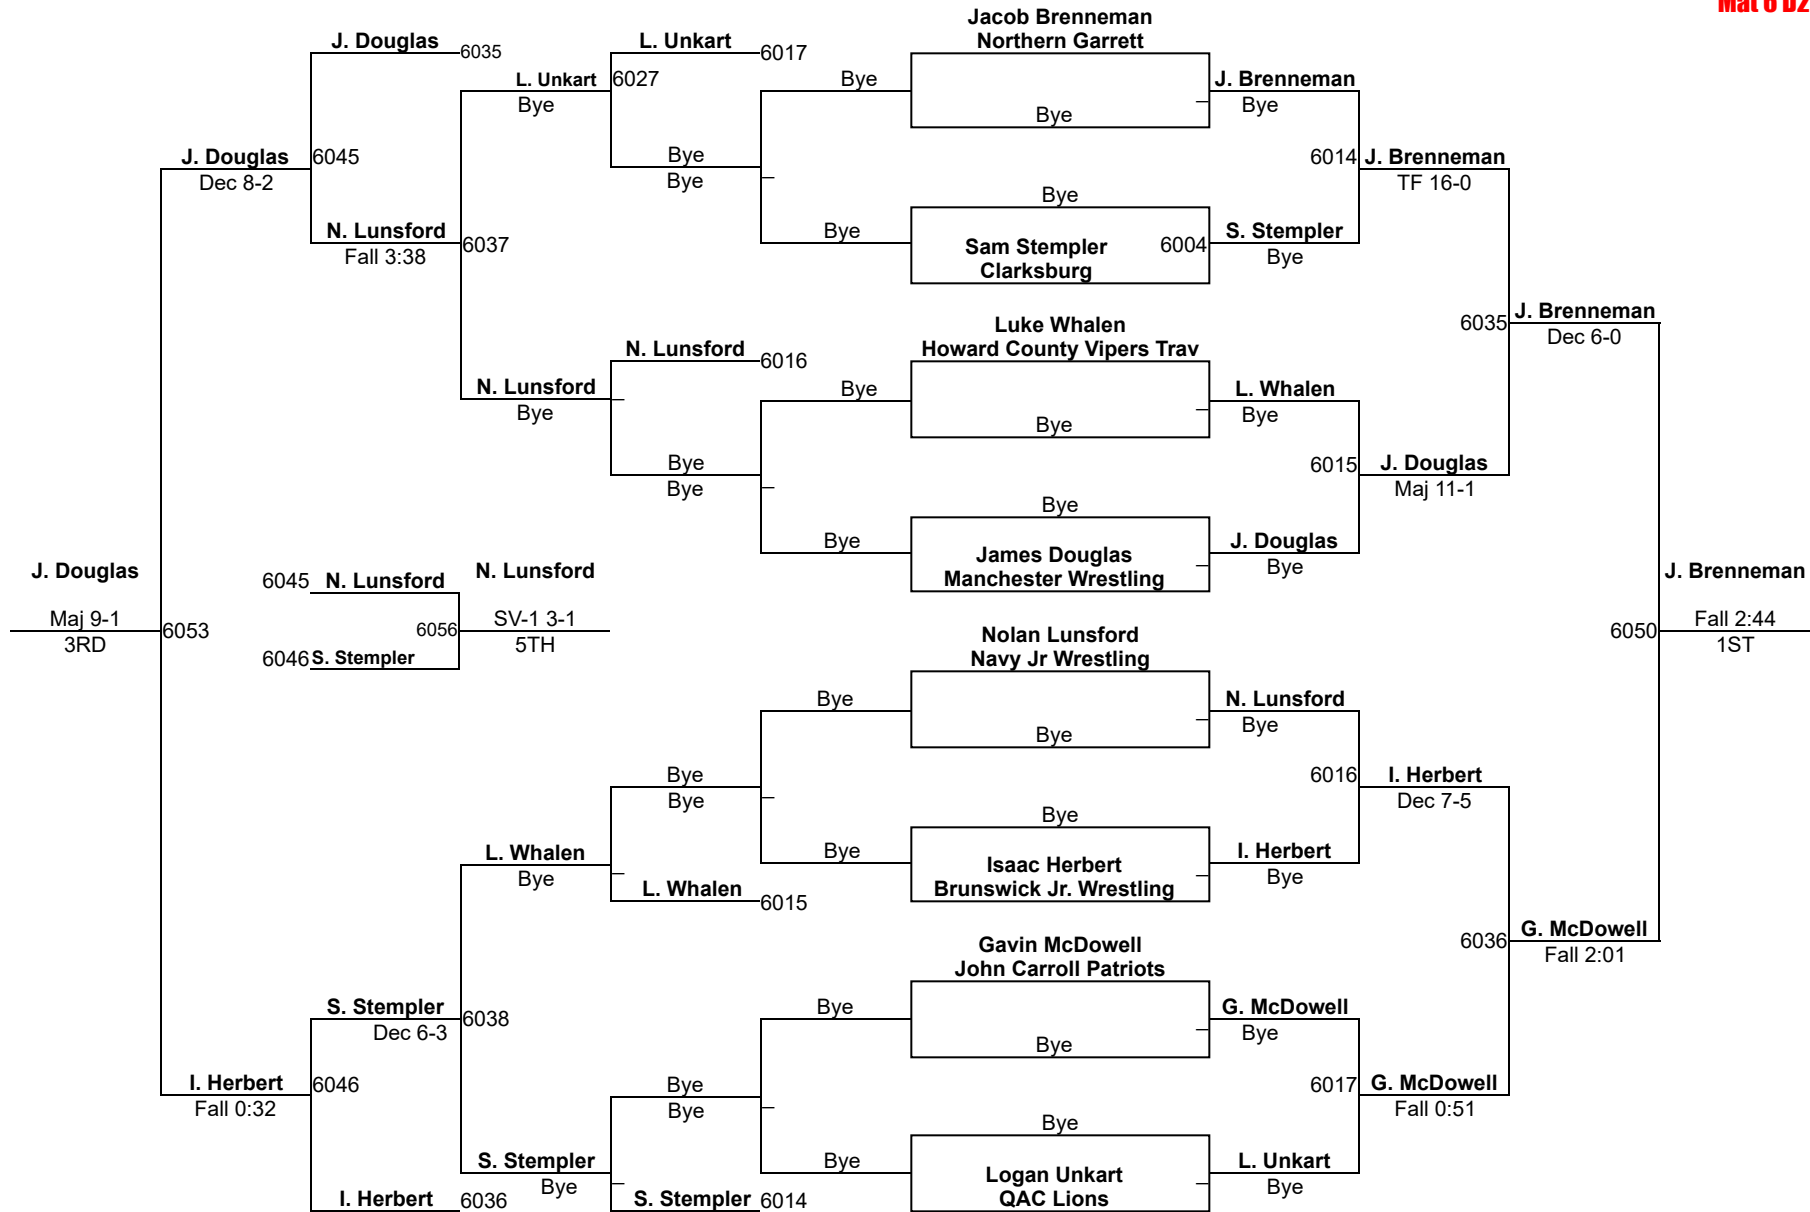 Mat 6 D2
Jacob Brenneman
Northern Garrett
J. Douglas 6035
L. Unkart 6017
L. Unkart 6027
Bye
Bye
J. Brenneman
Bye
Bye
J. Douglas 6045
Dec 8-2
Bye
Bye
6014 J. Brenneman
TF 16-0
Bye
N. Lunsford 6037
Fall 3:38
Bye
Sam Stempler 6004
Clarksburg
S. Stempler
Bye
Luke Whalen
Howard County Vipers Trav
6035 J. Brenneman
Dec 6-0
N. Lunsford 6016
N. Lunsford
Bye
Bye
L. Whalen
Bye
Bye
Bye
Bye
6015 J. Douglas
Maj 11-1
Bye
Bye
James Douglas
Manchester Wrestling
J. Douglas
Bye
J. Douglas
Maj 9-1
3RD
6053
6045 N. Lunsford
N. Lunsford
6056 SV-1 3-1
5TH
6046 S. Stempler
J. Brenneman
6050 Fall 2:44
1ST
Nolan Lunsford
Navy Jr Wrestling
Bye
N. Lunsford
Bye
Bye
Bye
Bye
6016 I. Herbert
Dec 7-5
Bye
L. Whalen
Bye
Bye
Isaac Herbert
Brunswick Jr. Wrestling
I. Herbert
Bye
L. Whalen 6015
6036 G. McDowell
Fall 2:01
Gavin McDowell
John Carroll Patriots
S. Stempler 6038
Dec 6-3
Bye
G. McDowell
Bye
Bye
I. Herbert 6046
Fall 0:32
Bye
Bye
6017 G. McDowell
Fall 0:51
Bye
S. Stempler
Bye
Bye
Logan Unkart
QAC Lions
L. Unkart
Bye
I. Herbert 6036
S. Stempler 6014